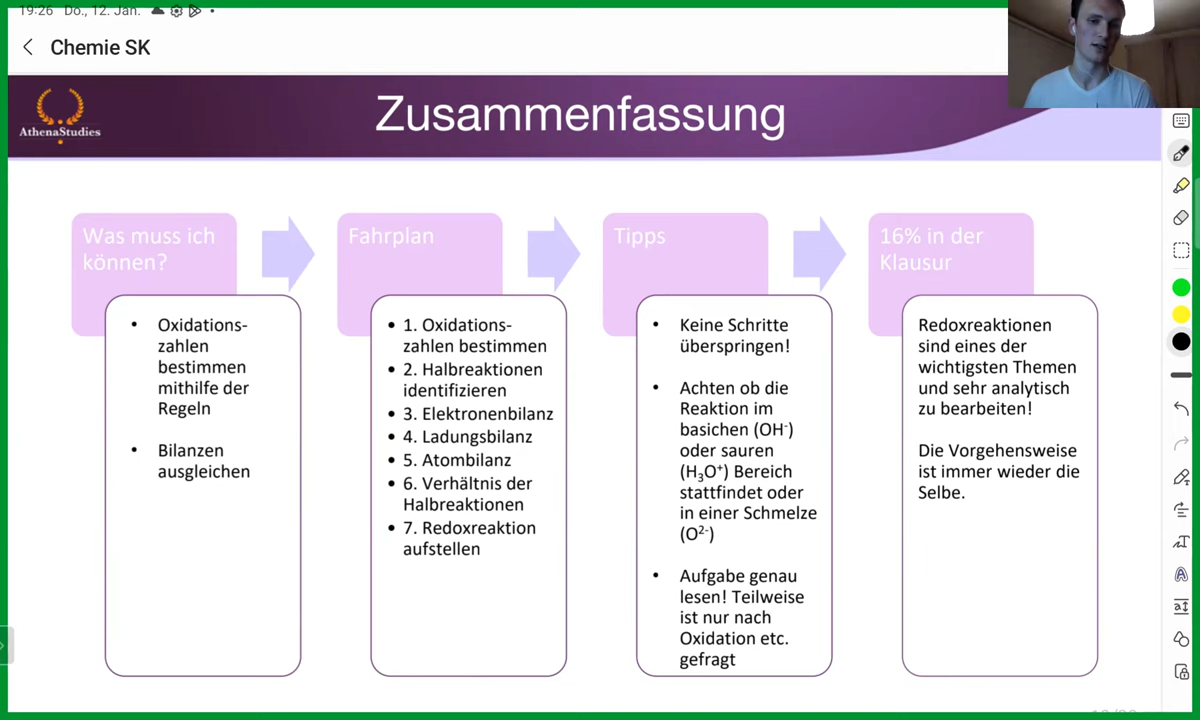 19:26 Do., 12. Jan.
Chemie SK
AthenaStudies
Zusammenfassung
Was muss ich
können?
• Oxidations-
zahlen
bestimmen
mithilfe der
Regeln
• Bilanzen
ausgleichen
Fahrplan
• 1. Oxidations-
zahlen bestimmen
• 2. Halbreaktionen
identifizieren
• 3. Elektronenbilanz
• 4. Ladungsbilanz
• 5. Atombilanz
• 6. Verhältnis der
Halbreaktionen
• 7. Redoxreaktion
aufstellen
Tipps
• Keine Schritte
überspringen!
• Achten ob die
Reaktion im
basichen (OH⁻)
oder sauren
(H₃O⁺) Bereich
stattfindet oder
in einer Schmelze
(O²⁻)
• Aufgabe genau
lesen! Teilweise
ist nur nach
Oxidation etc.
gefragt
16% in der
Klausur
Redoxreaktionen
sind eines der
wichtigsten Themen
und sehr analytisch
zu bearbeiten!
Die Vorgehensweise
ist immer wieder die
Selbe.